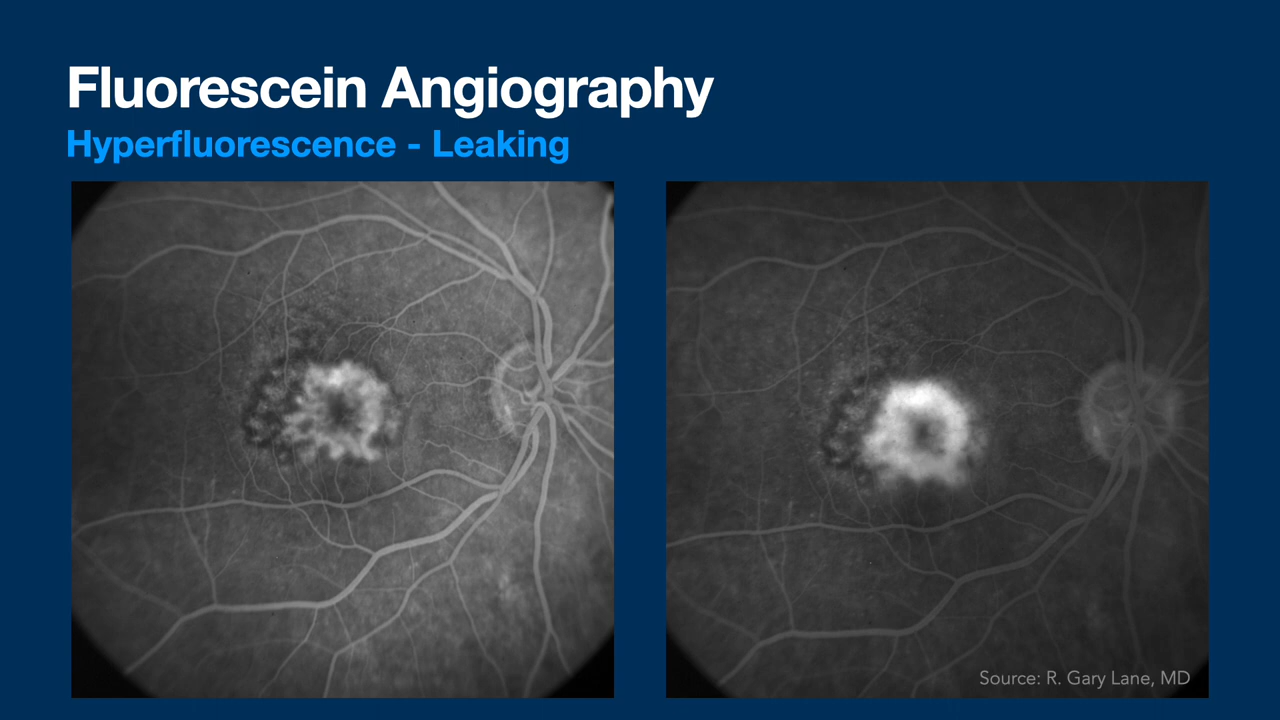 Fluorescein Angiography
Hyperfluorescence - Leaking
Source: R. Gary Lane, MD